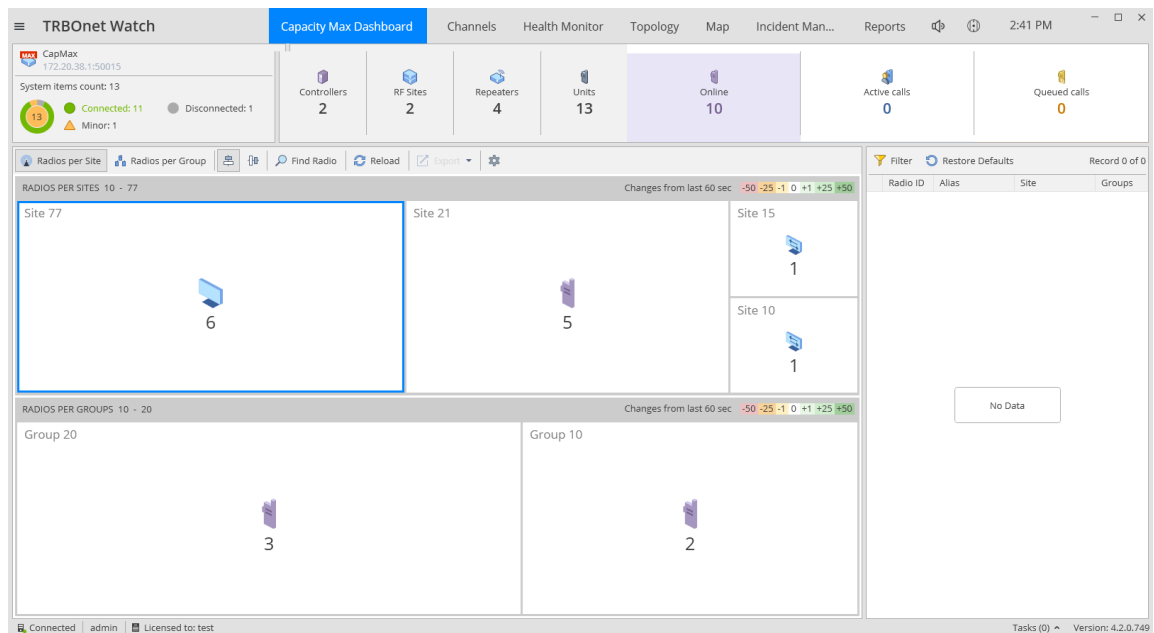 TRBOnet Watch
Capacity Max Dashboard Channels Health Monitor Topology Map Incident Man... Reports 2:41 PM
MAX CapMax
172.20.38.1:50015
System items count: 13
13 Connected: 11 Disconnected: 1
Minor: 1
Controllers
2
RF Sites
2
Repeaters
4
Units
13
Online
10
Active calls
0
Queued calls
0
Radios per Site Radios per Group Find Radio Reload Export
Filter Restore Defaults Record 0 of 0
RADIOS PER SITES 10 - 77 Changes from last 60 sec -50 -25 -1 0 +1 +25 +50
Radio ID Alias Site Groups
Site 77
6
Site 21
5
Site 15
1
Site 10
1
No Data
RADIOS PER GROUPS 10 - 20 Changes from last 60 sec -50 -25 -1 0 +1 +25 +50
Group 20
3
Group 10
2
Connected admin Licensed to: test Tasks (0) Version: 4.2.0.749